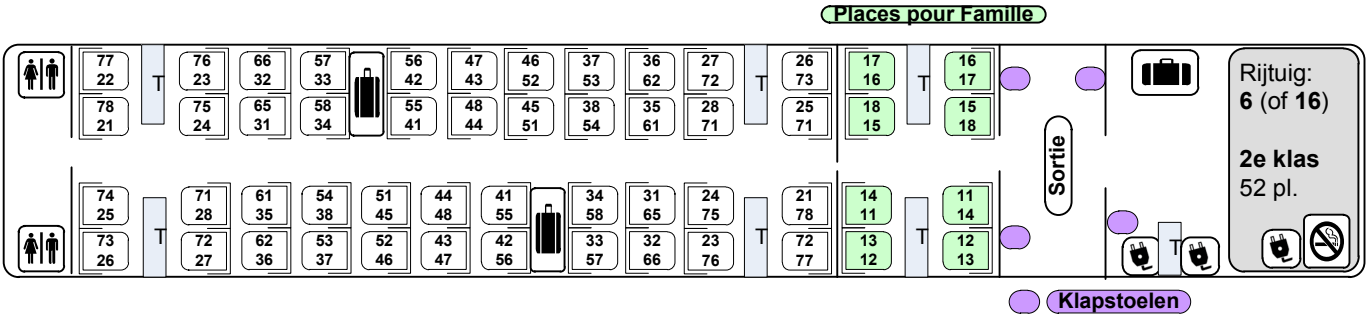 Places pour Famille
77 76 66 57 56 47 46 37 36 27 26 17 16
22 T 23 32 33 42 43 52 53 62 72 T 73 16 T 17
78 75 65 58 55 48 45 38 35 28 25 18 15
21 24 31 34 41 44 51 54 61 71 71 15 18
74 71 61 54 51 44 41 34 31 24 21 14 11
25 28 35 38 45 48 55 58 65 75 78 11 14
T T T
73 72 62 53 52 43 42 33 32 23 72 13 12
26 27 36 37 46 47 56 57 66 76 77 12 13
Sortie
T
Rijtuig:
6 (of 16)
2e klas
52 pl.
Klapstoelen